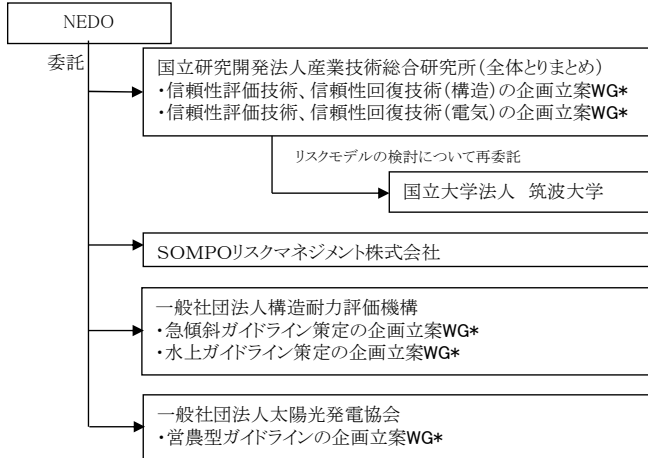 NEDO
委託
国立研究開発法人産業技術総合研究所(全体とりまとめ)
・信頼性評価技術、信頼性回復技術(構造)の企画立案WG*
・信頼性評価技術、信頼性回復技術(電気)の企画立案WG*
リスクモデルの検討について再委託
国立大学法人 筑波大学
SOMPOリスクマネジメント株式会社
一般社団法人構造耐力評価機構
・急傾斜ガイドライン策定の企画立案WG*
・水上ガイドライン策定の企画立案WG*
一般社団法人太陽光発電協会
・営農型ガイドラインの企画立案WG*